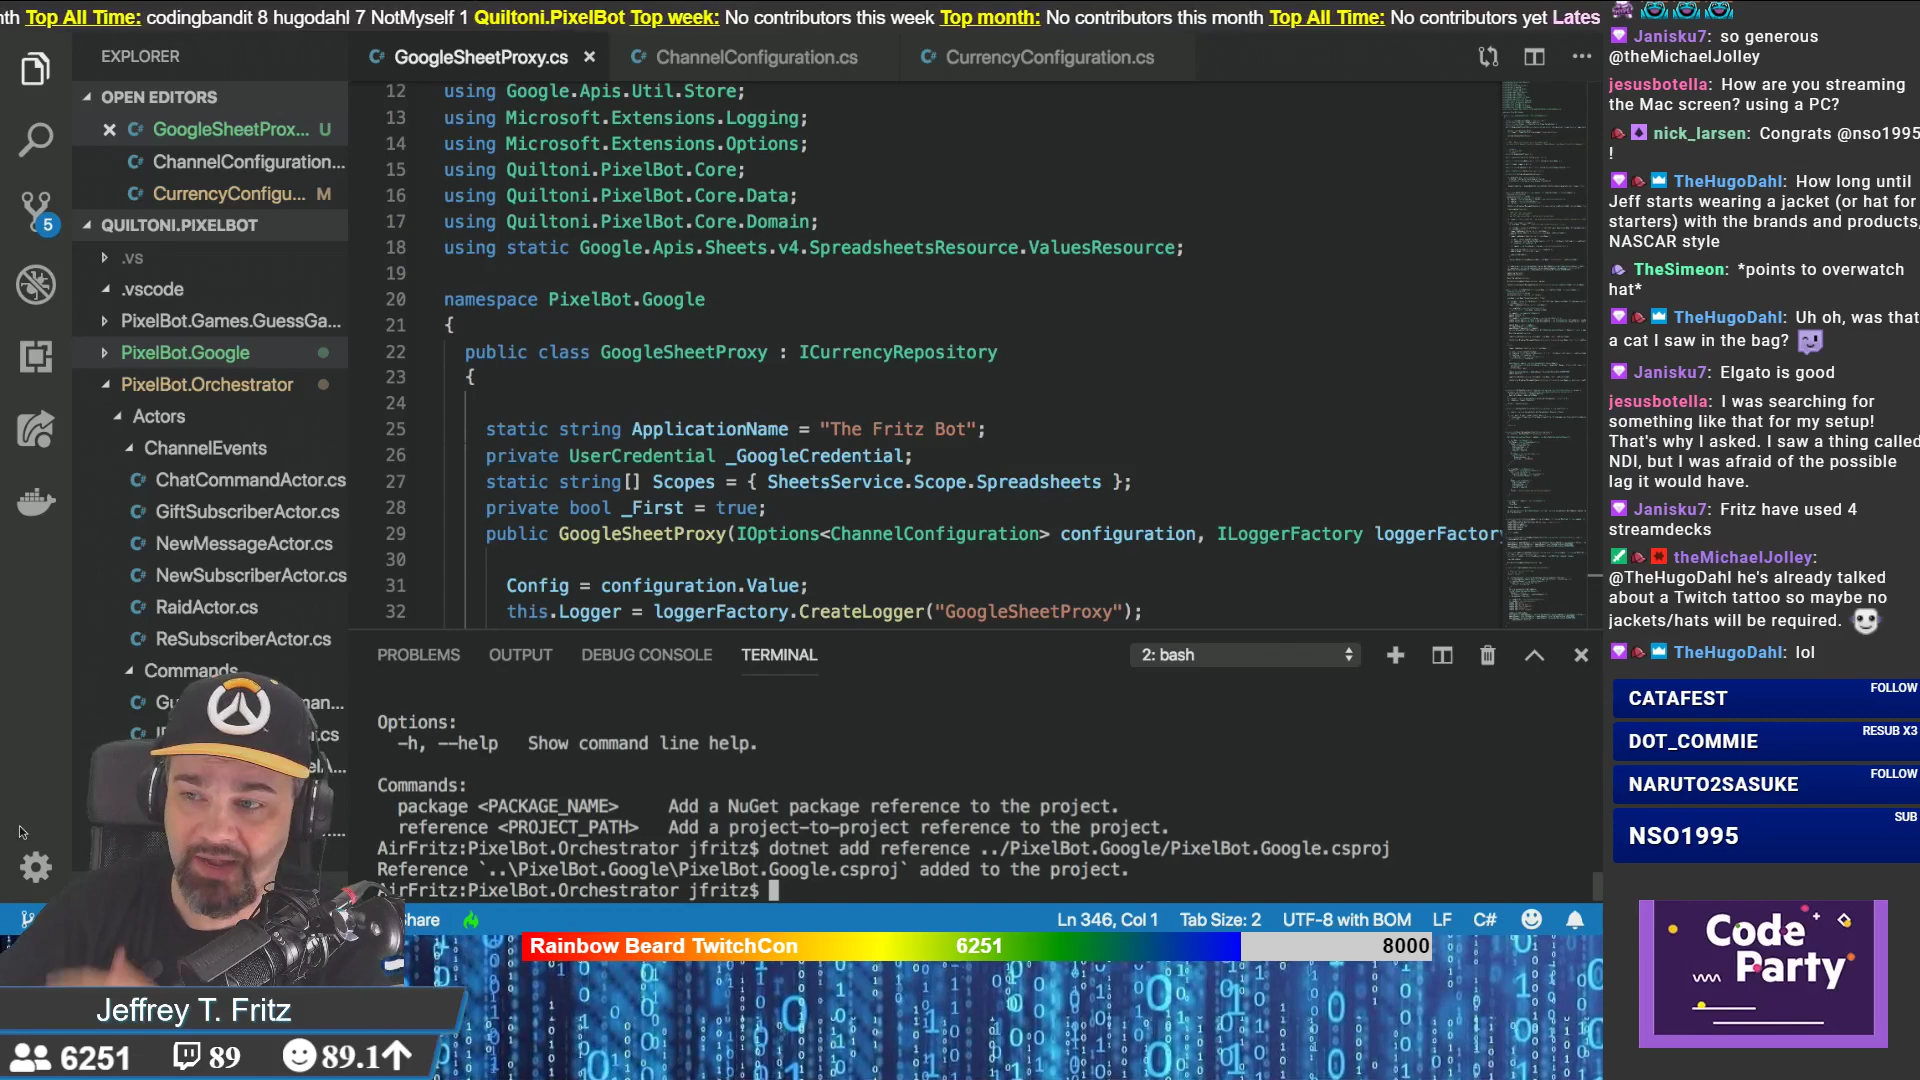 nth Top All Time: codingbandit 8 hugodahl 7 NotMyself 1 Quiltoni.PixelBot Top week: No contributors this week Top month: No contributors this month Top All Time: No contributors yet Lates
EXPLORER
OPEN EDITORS
GoogleSheetProx... U
ChannelConfiguration...
CurrencyConfigu... M
QUILTONI.PIXELBOT
.vs
.vscode
PixelBot.Games.GuessGa...
PixelBot.Google
PixelBot.Orchestrator
Actors
ChannelEvents
ChatCommandActor.cs
GiftSubscriberActor.cs
NewMessageActor.cs
NewSubscriberActor.cs
RaidActor.cs
ReSubscriberActor.cs
Commands
5
GoogleSheetProxy.cs
ChannelConfiguration.cs
CurrencyConfiguration.cs
12 using Google.Apis.Util.Store;
13 using Microsoft.Extensions.Logging;
14 using Microsoft.Extensions.Options;
15 using Quiltoni.PixelBot.Core;
16 using Quiltoni.PixelBot.Core.Data;
17 using Quiltoni.PixelBot.Core.Domain;
18 using static Google.Apis.Sheets.v4.SpreadsheetsResource.ValuesResource;
19
20 namespace PixelBot.Google
21 {
22 public class GoogleSheetProxy : ICurrencyRepository
23 {
24
25 static string ApplicationName = "The Fritz Bot";
26 private UserCredential _GoogleCredential;
27 static string[] Scopes = { SheetsService.Scope.Spreadsheets };
28 private bool _First = true;
29 public GoogleSheetProxy(IOptions<ChannelConfiguration> configuration, ILoggerFactory loggerFactor
30
31 Config = configuration.Value;
32 this.Logger = loggerFactory.CreateLogger("GoogleSheetProxy");
PROBLEMS OUTPUT DEBUG CONSOLE TERMINAL 2: bash
Options:
-h, --help Show command line help.
Commands:
package <PACKAGE_NAME> Add a NuGet package reference to the project.
reference <PROJECT_PATH> Add a project-to-project reference to the project.
AirFritz:PixelBot.Orchestrator jfritz$ dotnet add reference ../PixelBot.Google/PixelBot.Google.csproj
Reference `..\PixelBot.Google\PixelBot.Google.csproj` added to the project.
AirFritz:PixelBot.Orchestrator jfritz$
Share
Ln 346, Col 1 Tab Size: 2 UTF-8 with BOM LF C#
Rainbow Beard TwitchCon 6251 8000
Jeffrey T. Fritz
6251 89 89.1
Janisku7: so generous
@theMichaelJolley
jesusbotella: How are you streaming
the Mac screen? using a PC?
nick_larsen: Congrats @nso1995
!
TheHugoDahl: How long until
Jeff starts wearing a jacket (or hat for
starters) with the brands and products,
NASCAR style
TheSimeon: *points to overwatch
hat*
TheHugoDahl: Uh oh, was that
a cat I saw in the bag?
Janisku7: Elgato is good
jesusbotella: I was searching for
something like that for my setup!
That's why I asked. I saw a thing called
NDI, but I was afraid of the possible
lag it would have.
Janisku7: Fritz have used 4
streamdecks
theMichaelJolley:
@TheHugoDahl he's already talked
about a Twitch tattoo so maybe no
jackets/hats will be required.
TheHugoDahl: lol
CATAFEST FOLLOW
DOT_COMMIE RESUB X3
NARUTO2SASUKE FOLLOW
NSO1995 SUB
Code
Party